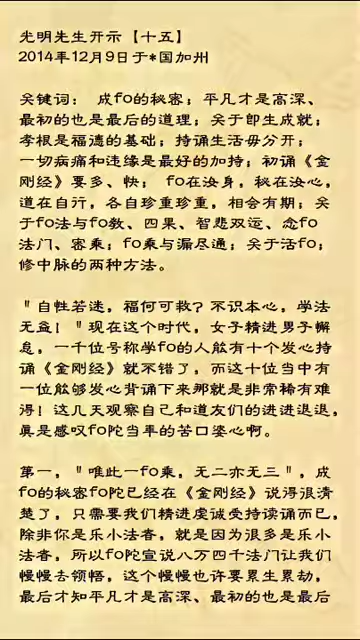 光明先生开示【十五】
2014年12月9日于*国加州
关键词： 成fo的秘密；平凡才是高深、
最初的也是最后的道理；关于即生成就；
孝根是福德的基础；持诵生活毋分开；
一切病痛和违缘是最好的加持；初诵《金
刚经》要多、快； fo在汝身，秘在汝心，
道在自行，各自珍重珍重，相会有期；关
于fo法与fo教、四果、智悲双运、念fo
法门、密乘；fo乘与漏尽通；关于活fo；
修中脉的两种方法。
"自性若迷，福何可救？不识本心，学法
无益！"现在这个时代，女子精进男子懈
怠，一千位号称学fo的人能有十个发心持
诵《金刚经》就不错了，而这十位当中有
一位能够发心背诵下来那就是非常稀有难
得！这几天观察自己和道友们的进进退退，
真是感叹fo陀当年的苦口婆心啊。
第一，"唯此一fo乘，无二亦无三"，成
fo的秘密fo陀已经在《金刚经》说得很清
楚了，只需要我们精进虔诚受持读诵而已，
除非你是乐小法者，就是因为很多是乐小
法者，所以fo陀宣说八万四千法门让我们
慢慢去领悟，这个慢慢也许要累生累劫，
最后才知平凡才是高深、最初的也是最后